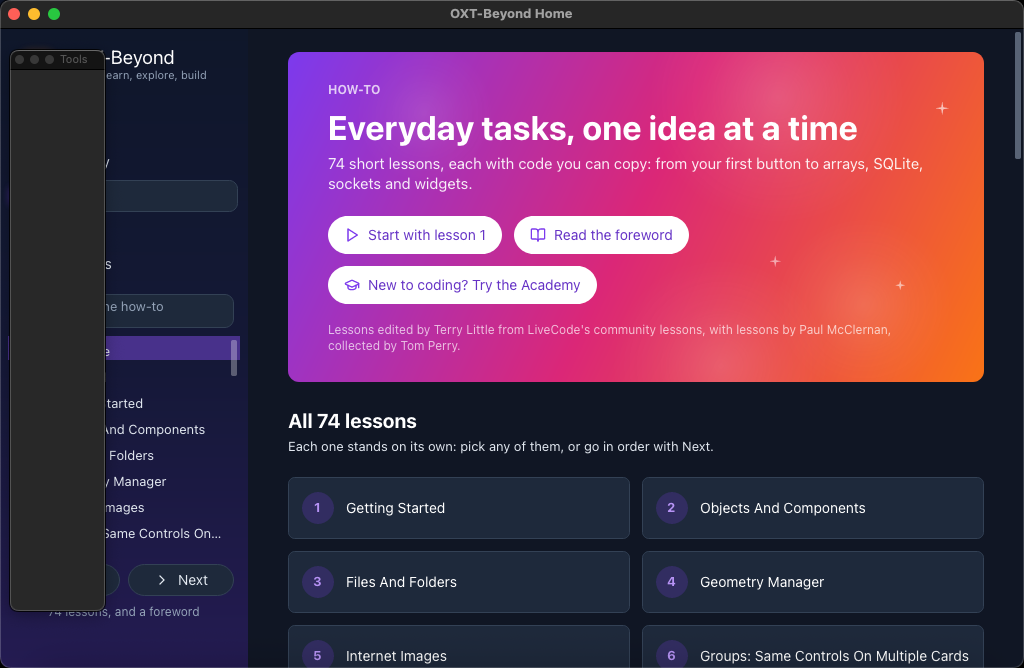 OXT-Beyond Home
Tools
-Beyond
earn, explore, build
HOW-TO
Everyday tasks, one idea at a time
74 short lessons, each with code you can copy: from your first button to arrays, SQLite,
sockets and widgets.
Start with lesson 1
Read the foreword
New to coding? Try the Academy
Lessons edited by Terry Little from LiveCode's community lessons, with lessons by Paul McClernan,
collected by Tom Perry.
how-to
And Components
Folders
Manager
Same Controls On...
Next
74 lessons, and a foreword
All 74 lessons
Each one stands on its own: pick any of them, or go in order with Next.
1 Getting Started
2 Objects And Components
3 Files And Folders
4 Geometry Manager
5 Internet Images
6 Groups: Same Controls On Multiple Cards